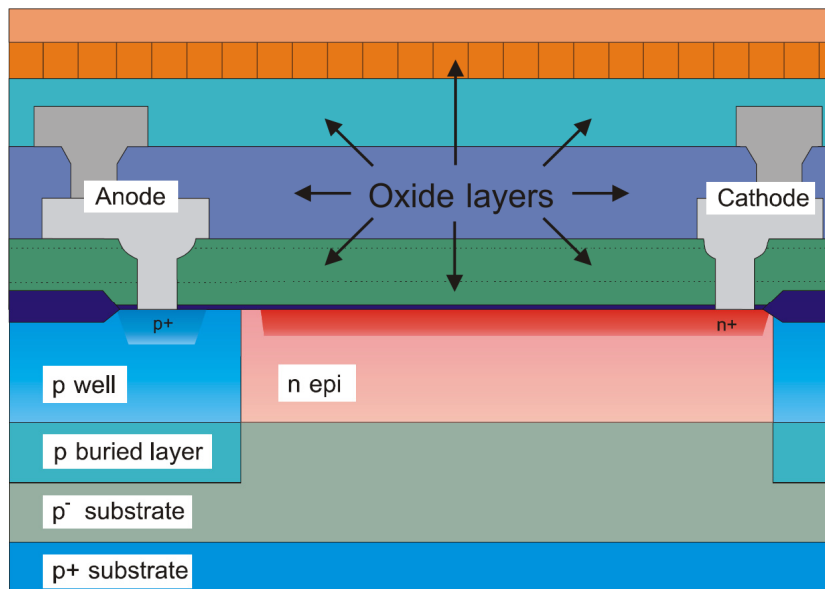 Anode
Oxide layers
Cathode
p+
n+
p well
n epi
p buried layer
p⁻ substrate
p+ substrate